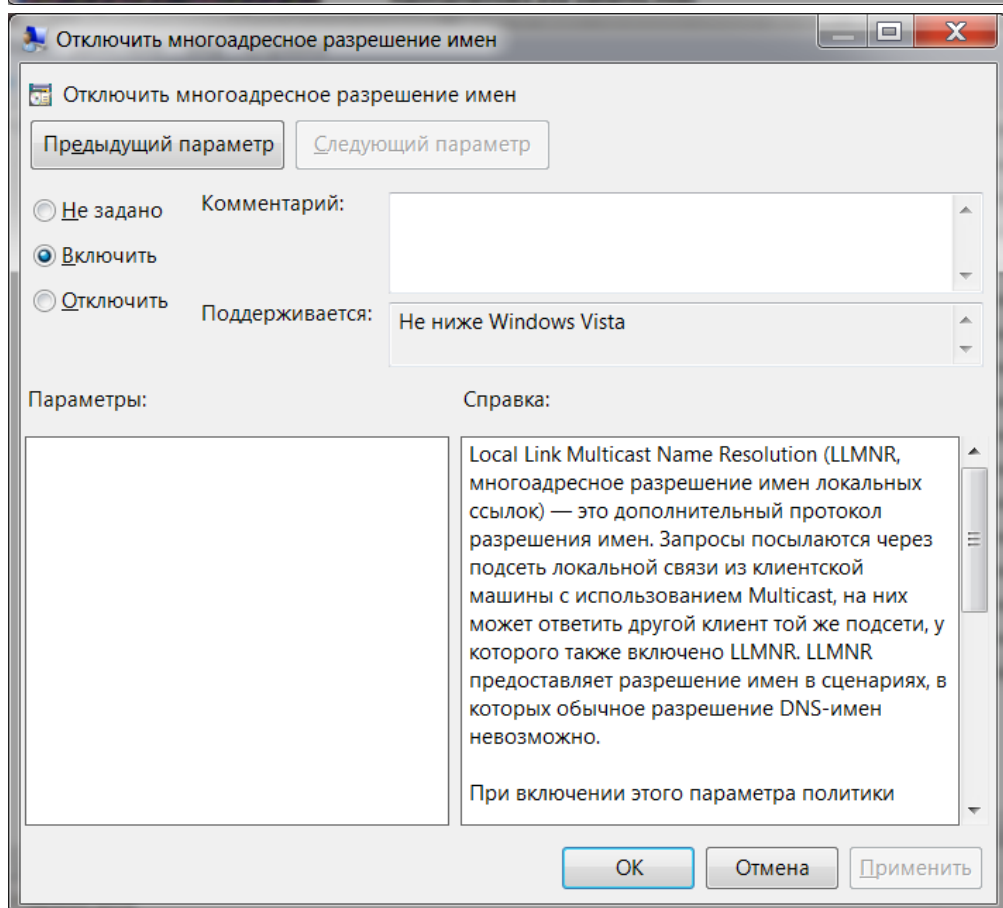 Отключить многоадресное разрешение имен
Отключить многоадресное разрешение имен
Предыдущий параметр
Следующий параметр
Не задано
Включить
Отключить
Комментарий:
Поддерживается:
Не ниже Windows Vista
Параметры:
Справка:
Local Link Multicast Name Resolution (LLMNR,
многоадресное разрешение имен локальных
ссылок) — это дополнительный протокол
разрешения имен. Запросы посылаются через
подсеть локальной связи из клиентской
машины с использованием Multicast, на них
может ответить другой клиент той же подсети, у
которого также включено LLMNR. LLMNR
предоставляет разрешение имен в сценариях, в
которых обычное разрешение DNS-имен
невозможно.
При включении этого параметра политики
ОК
Отмена
Применить